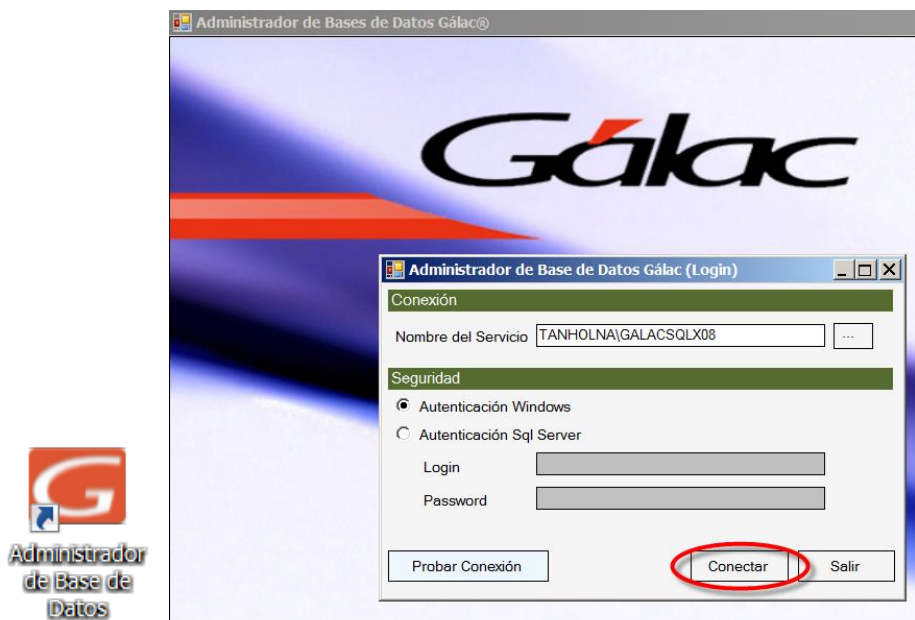 Administrador de Bases de Datos Gálac®
Gálac
Administrador de Base de Datos Gálac (Login)
Conexión
Nombre del Servicio TANHOLNA\GALACSQLX08 ...
Seguridad
Autenticación Windows
Autenticación Sql Server
Login
Password
Probar Conexión Conectar Salir
G
Administrador
de Base de
Datos